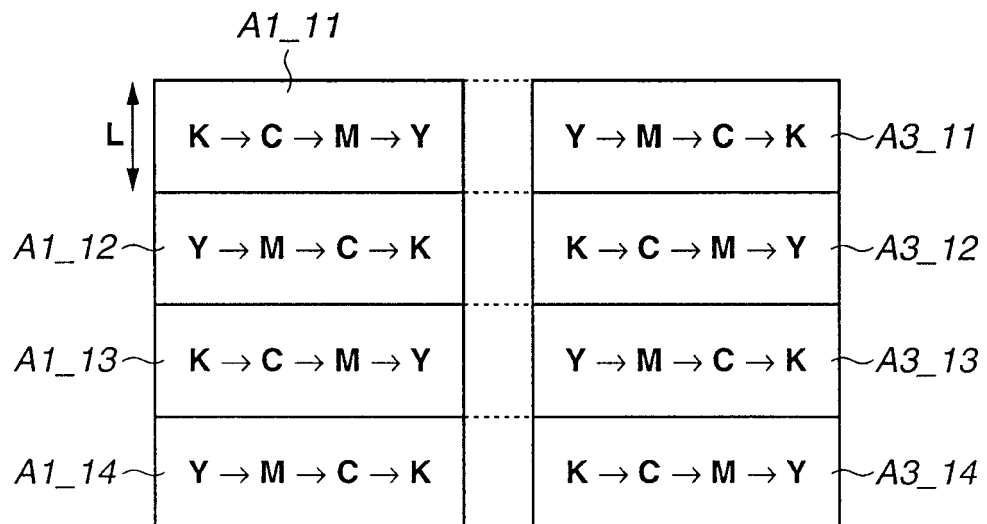 A1_11
L K → C → M → Y Y → M → C → K A3_11
A1_12 Y → M → C → K K → C → M → Y A3_12
A1_13 K → C → M → Y Y → M → C → K A3_13
A1_14 Y → M → C → K K → C → M → Y A3_14